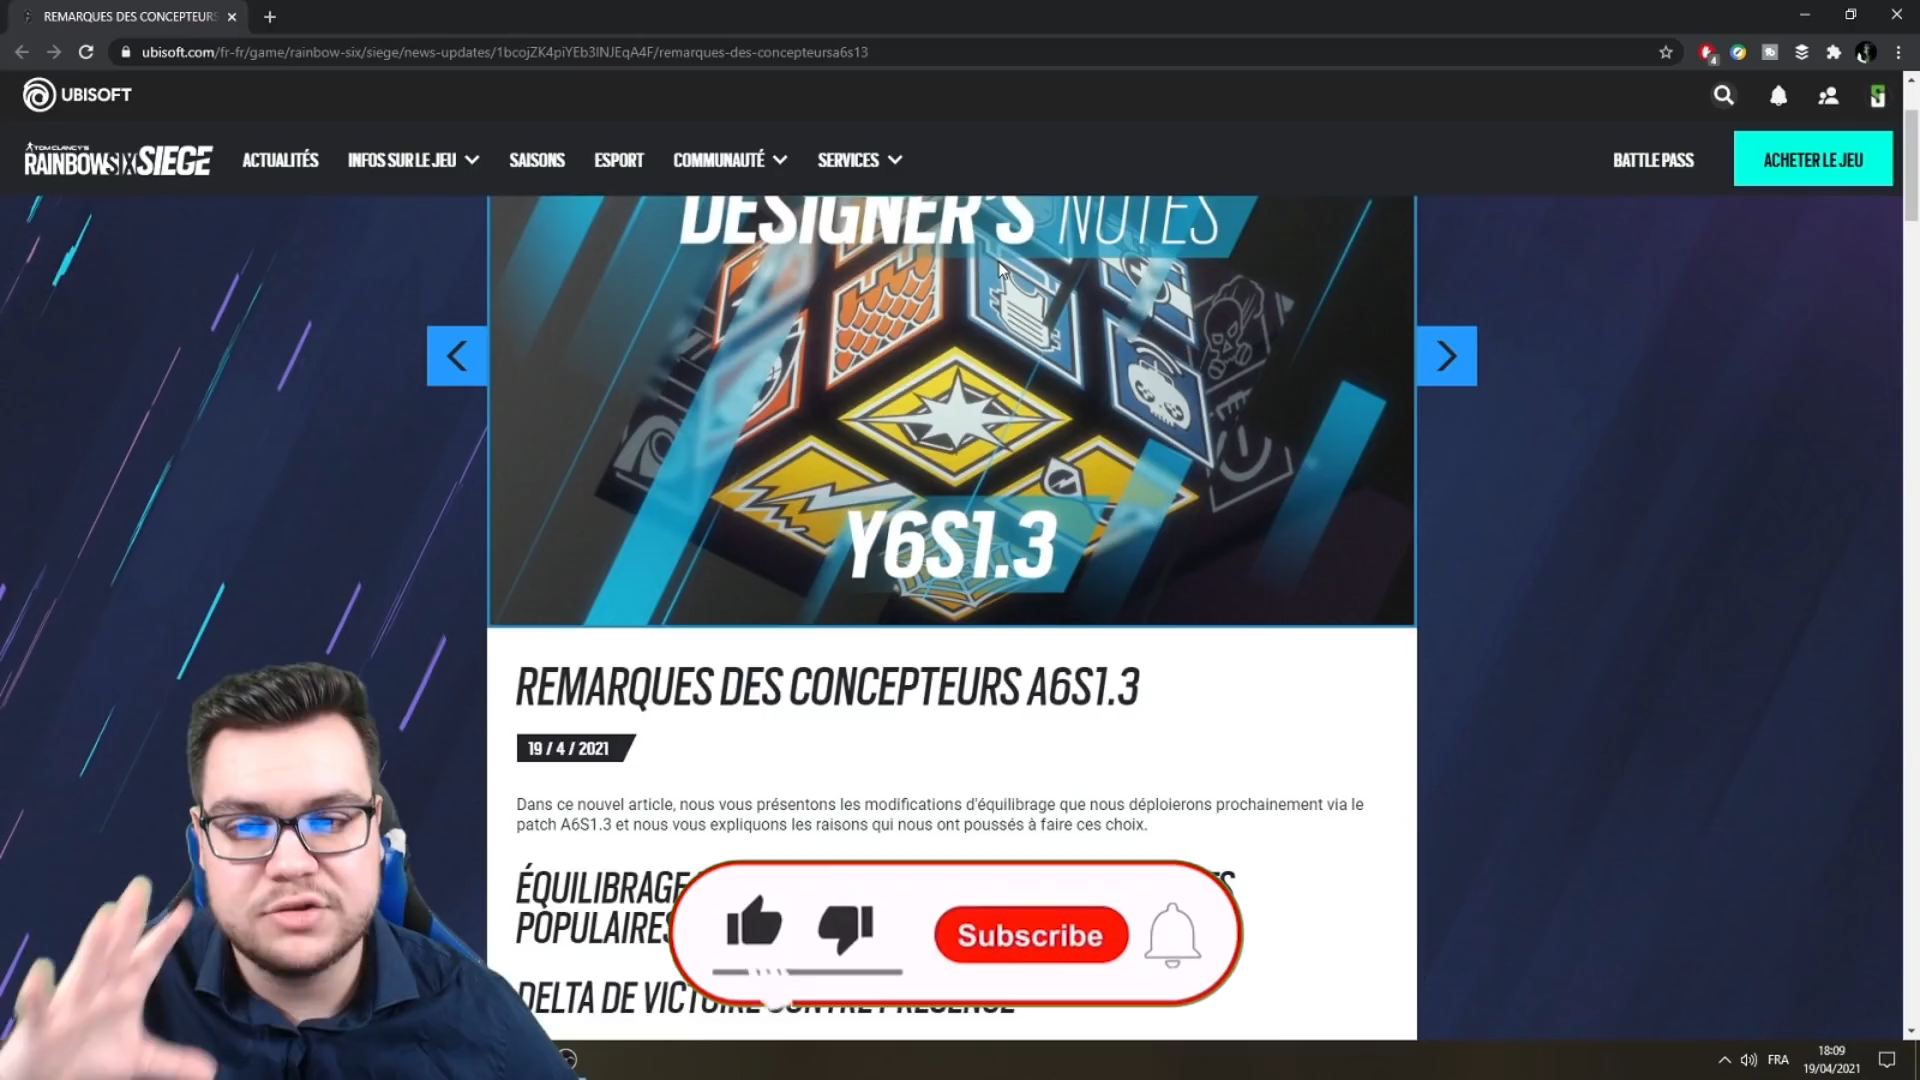 REMARQUES DES CONCEPTEURS
ubisoft.com/fr-fr/game/rainbow-six/siege/news-updates/1bcojZK4piYEb3lNJEqA4F/remarques-des-concepteursa6s13
4
UBISOFT
TOM CLANCY'S
RAINBOWSIX SIEGE
ACTUALITÉS
INFOS SUR LE JEU
SAISONS
ESPORT
COMMUNAUTÉ
SERVICES
BATTLE PASS
ACHETER LE JEU
DESIGNER'S NOTES
Y6S1.3
REMARQUES DES CONCEPTEURS A6S1.3
19 / 4 / 2021
Dans ce nouvel article, nous vous présentons les modifications d'équilibrage que nous déploierons prochainement via le
patch A6S1.3 et nous vous expliquons les raisons qui nous ont poussés à faire ces choix.
ÉQUILIBRAGE
POPULAIRES
Subscribe
DELTA DE VICTOIRE CONTRE PRÉSENCE
FRA
18:09
19/04/2021